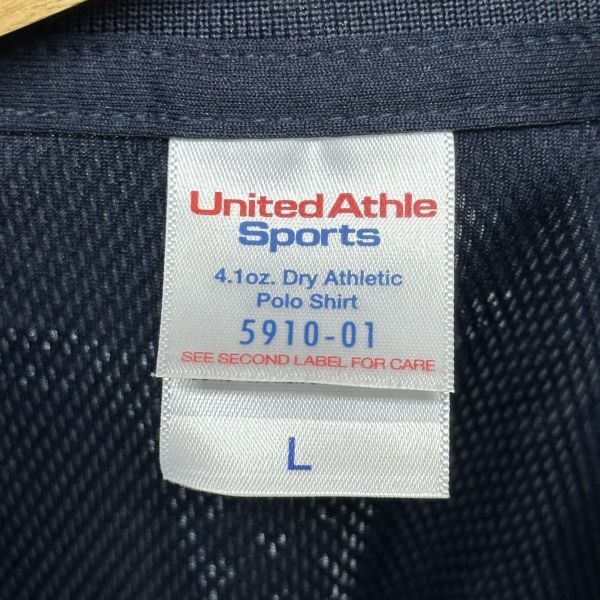 United Athle
Sports
4.1oz. Dry Athletic
Polo Shirt
5910-01
SEE SECOND LABEL FOR CARE
L